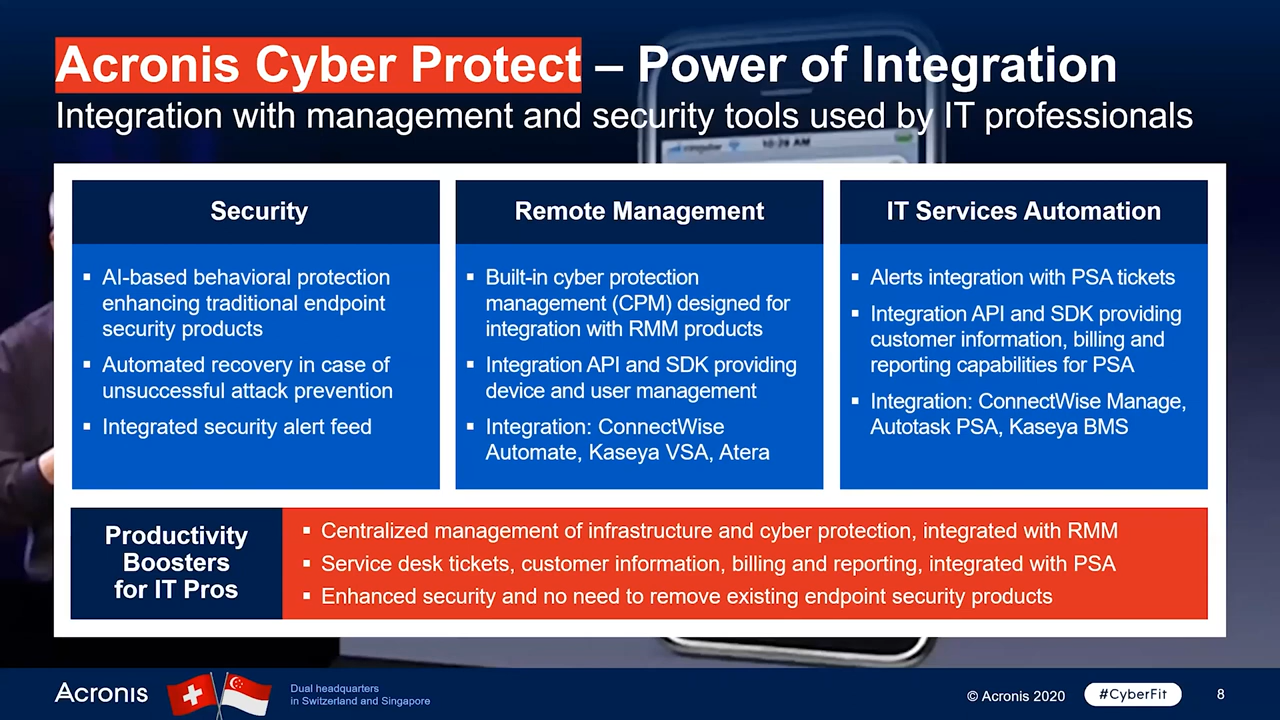 Acronis Cyber Protect – Power of Integration
Integration with management and security tools used by IT professionals
10:29 AM
Security
▪ AI-based behavioral protection
enhancing traditional endpoint
security products
▪ Automated recovery in case of
unsuccessful attack prevention
▪ Integrated security alert feed
Remote Management
▪ Built-in cyber protection
management (CPM) designed for
integration with RMM products
▪ Integration API and SDK providing
device and user management
▪ Integration: ConnectWise
Automate, Kaseya VSA, Atera
IT Services Automation
▪ Alerts integration with PSA tickets
▪ Integration API and SDK providing
customer information, billing and
reporting capabilities for PSA
▪ Integration: ConnectWise Manage,
Autotask PSA, Kaseya BMS
Productivity
Boosters
for IT Pros
▪ Centralized management of infrastructure and cyber protection, integrated with RMM
▪ Service desk tickets, customer information, billing and reporting, integrated with PSA
▪ Enhanced security and no need to remove existing endpoint security products
Acronis
Dual headquarters
in Switzerland and Singapore
© Acronis 2020
#CyberFit
8